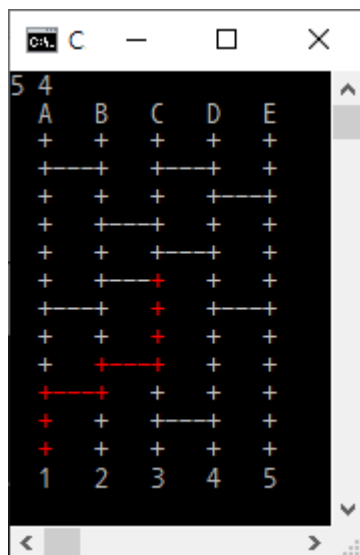 C:\. C
5 4
  A   B   C   D   E
  +   +   +   +   +
  +---+   +---+   +
  +   +   +   +---+
  +   +---+   +   +
  +   +   +---+   +
  +   +---+   +   +
  +---+   +   +---+
  +   +   +   +   +
  +   +---+   +   +
  +---+   +   +   +
  +   +   +---+   +
  +   +   +   +   +
  1   2   3   4   5